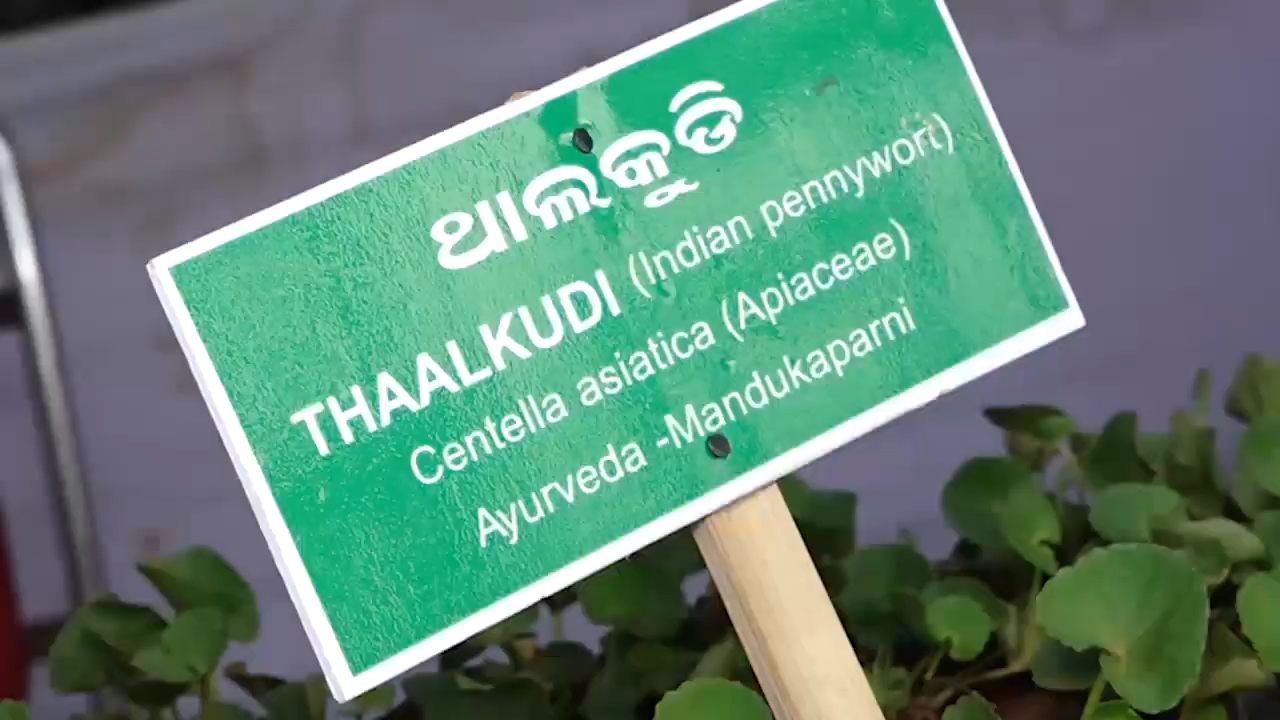 ଥାଲକୁଡି
THAALKUDI (Indian pennywort)
Centella asiatica (Apiaceae)
Ayurveda -Mandukaparni